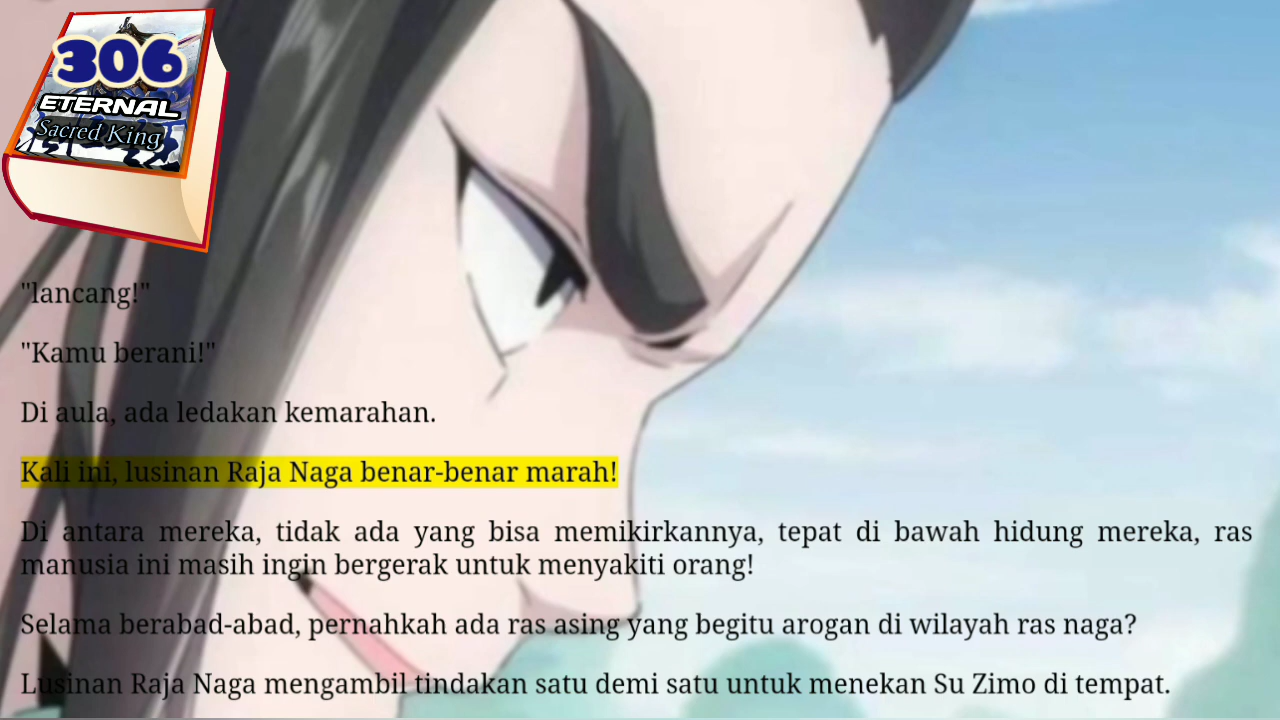 306
ETERNAL
Sacred King
"lancang!"
"Kamu berani!"
Di aula, ada ledakan kemarahan.
Kali ini, lusinan Raja Naga benar-benar marah!
Di antara mereka, tidak ada yang bisa memikirkannya, tepat di bawah hidung mereka, ras
manusia ini masih ingin bergerak untuk menyakiti orang!
Selama berabad-abad, pernahkah ada ras asing yang begitu arogan di wilayah ras naga?
Lusinan Raja Naga mengambil tindakan satu demi satu untuk menekan Su Zimo di tempat.